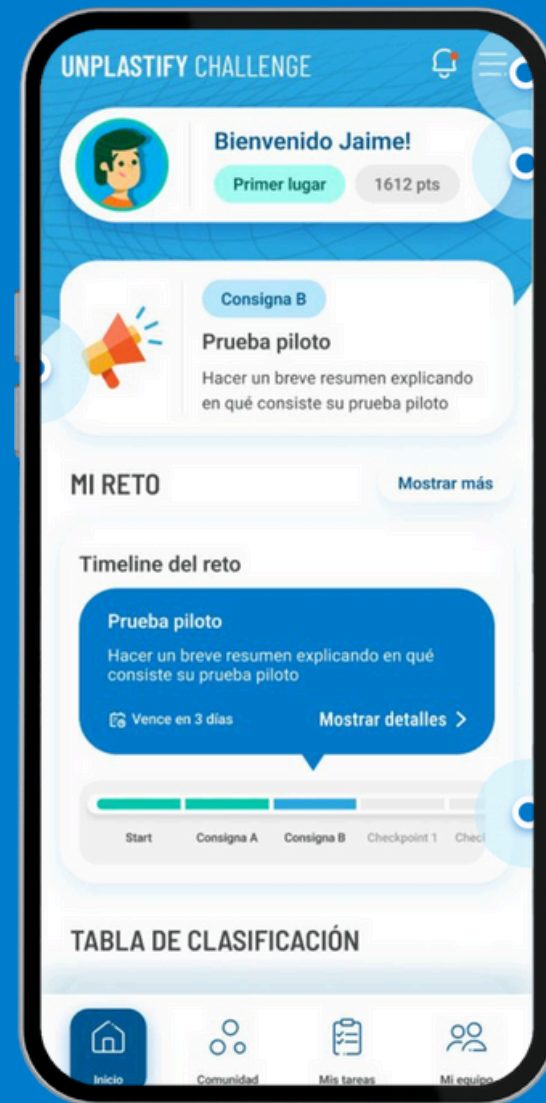 UNPLASTIFY CHALLENGE
Bienvenido Jaime!
Primer lugar 1612 pts
Consigna B
Prueba piloto
Hacer un breve resumen explicando
en qué consiste su prueba piloto
MI RETO Mostrar más
Timeline del reto
Prueba piloto
Hacer un breve resumen explicando en qué
consiste su prueba piloto
Vence en 3 días Mostrar detalles >
Start Consigna A Consigna B Checkpoint 1 Check
TABLA DE CLASIFICACIÓN
Inicio Comunidad Mis tareas Mi equipo